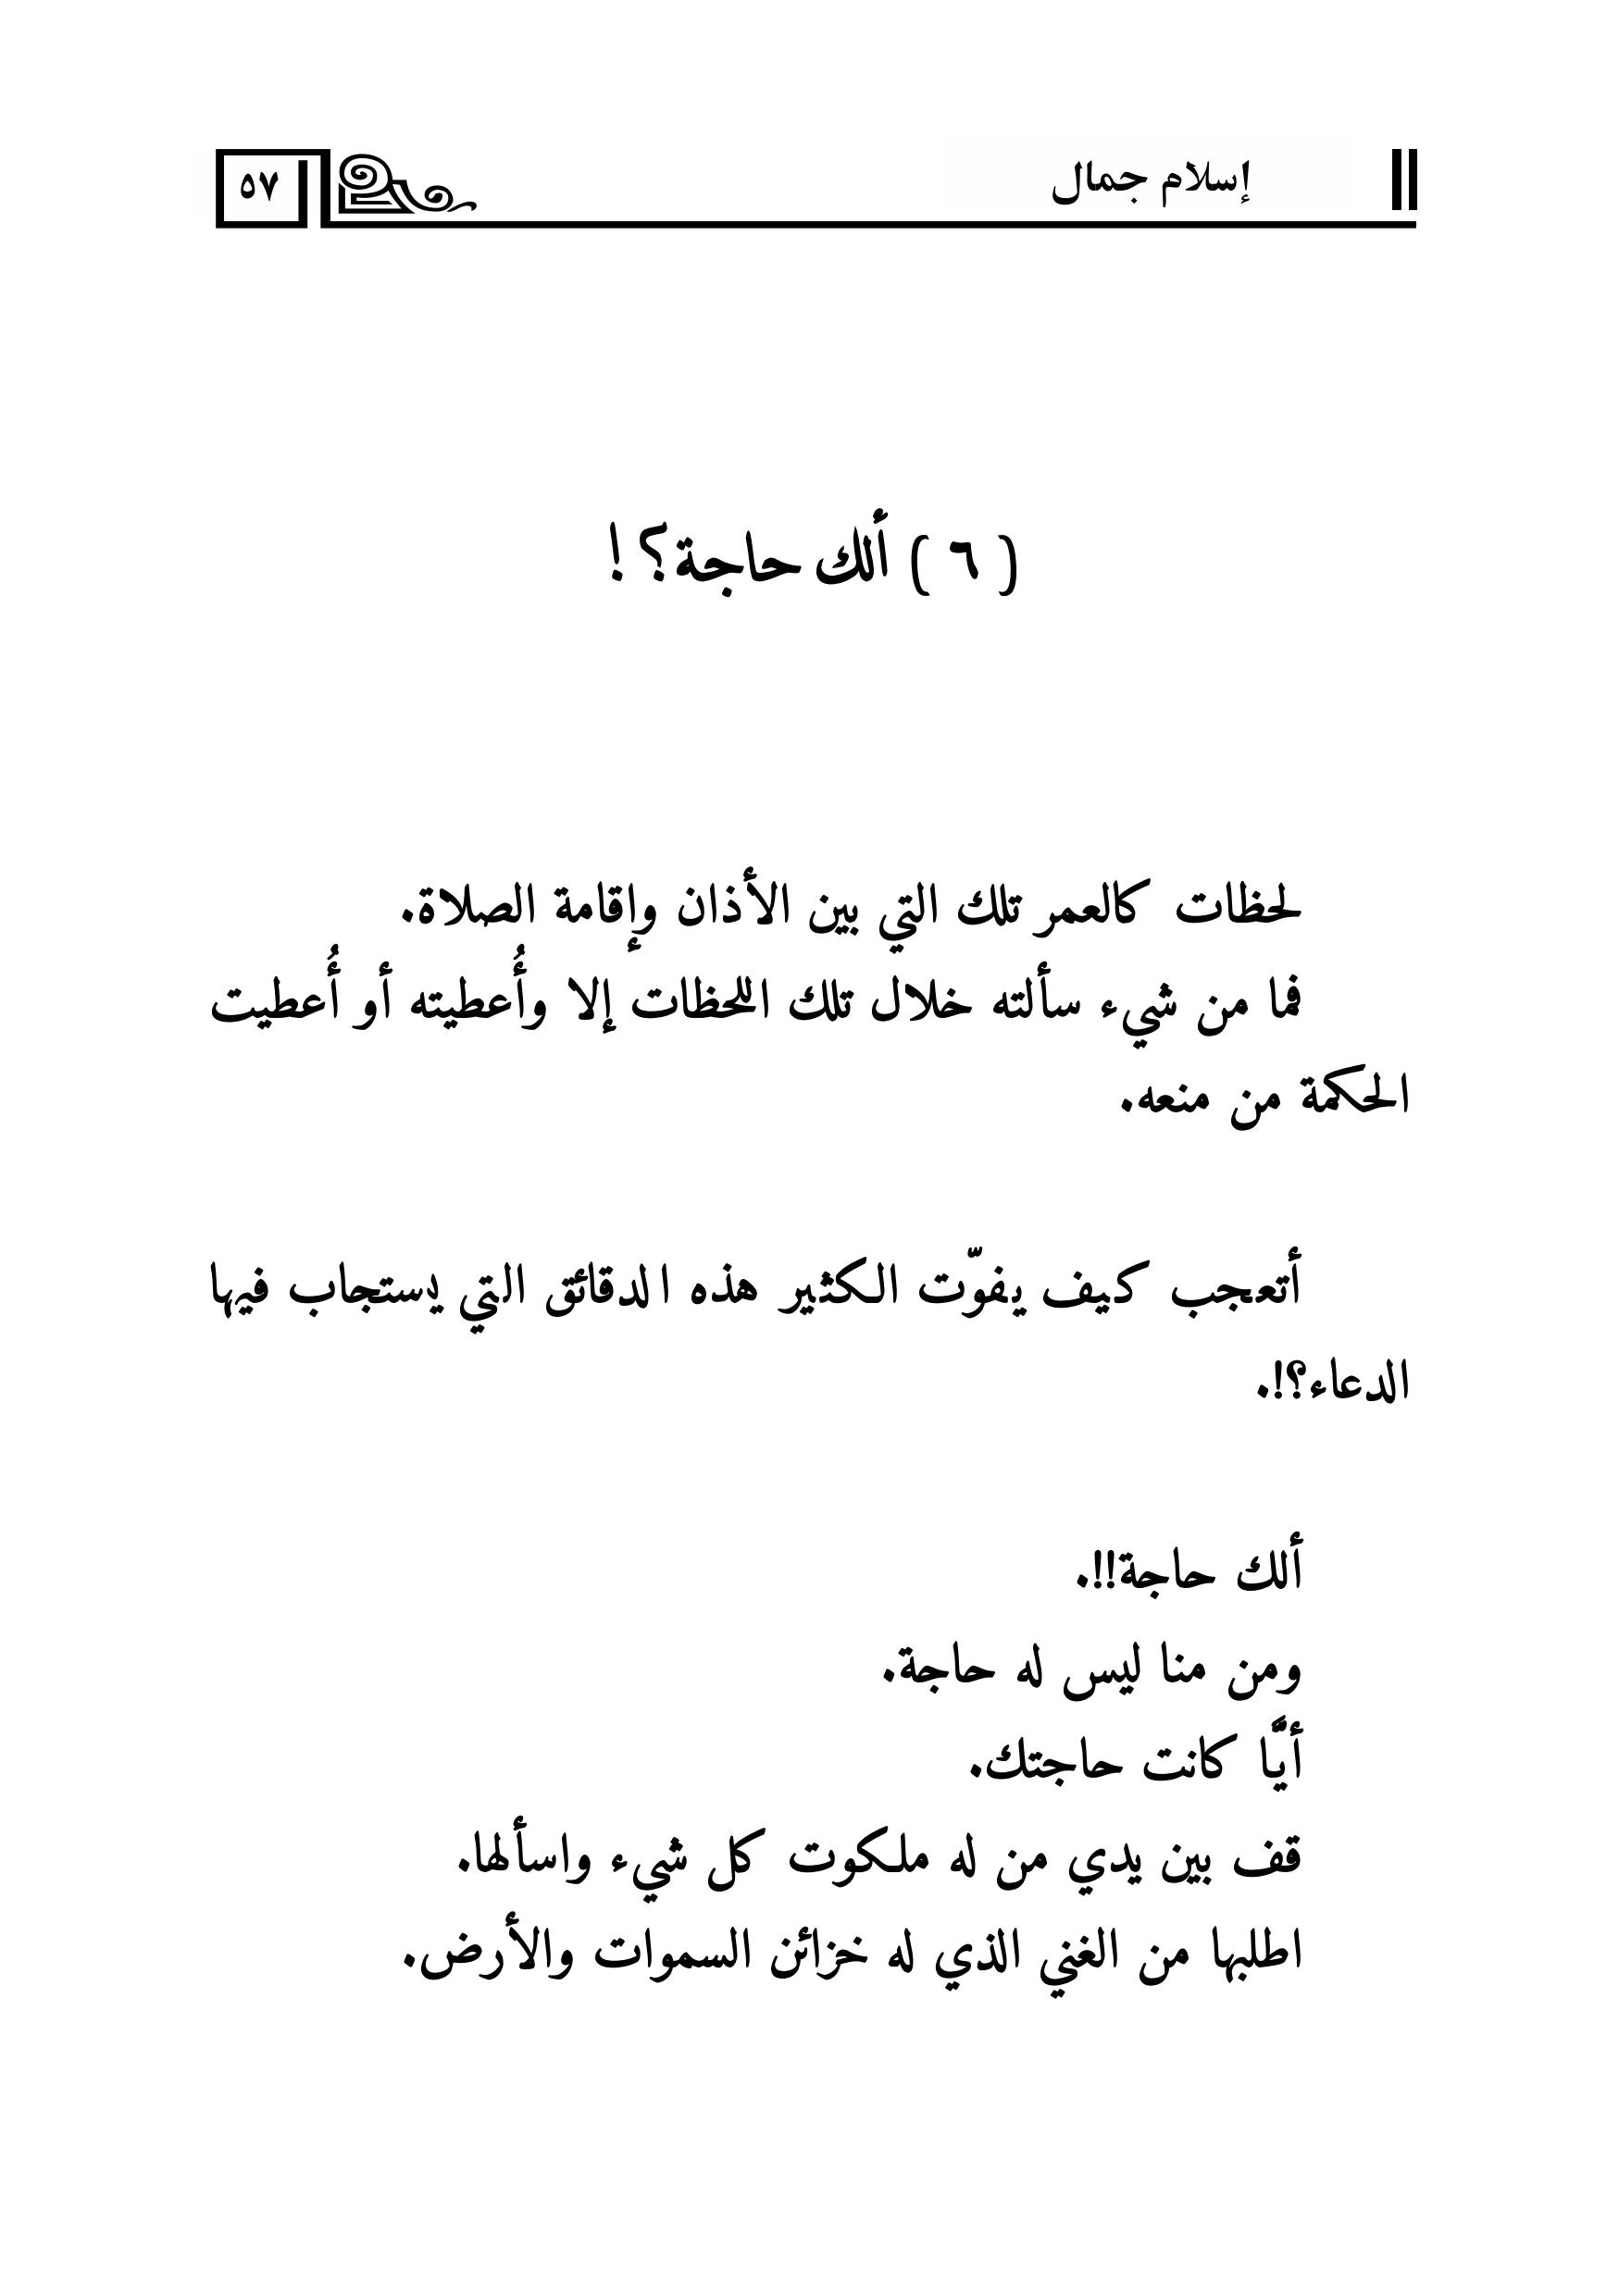 إسلام جمال
٥٧
( ٦ ) ألك حاجة؟ !
لحظات كالعمر تلك التي بين الأذان وإقامة الصلاة.
فما من شيء سألته خلال تلك اللحظات إلا وأُعطيته أو أُعطيت
الحكمة من منعه.
أتعجب كيف يفوّت الكثير هذه الدقائق التي يستجاب فيها
الدعاء؟!.
ألك حاجة!!.
ومن منا ليس له حاجة.
أيَّا كانت حاجتك.
قف بين يدي من له ملكوت كل شيء واسألها.
اطلبها من الغني الذي له خزائن السموات والأرض.